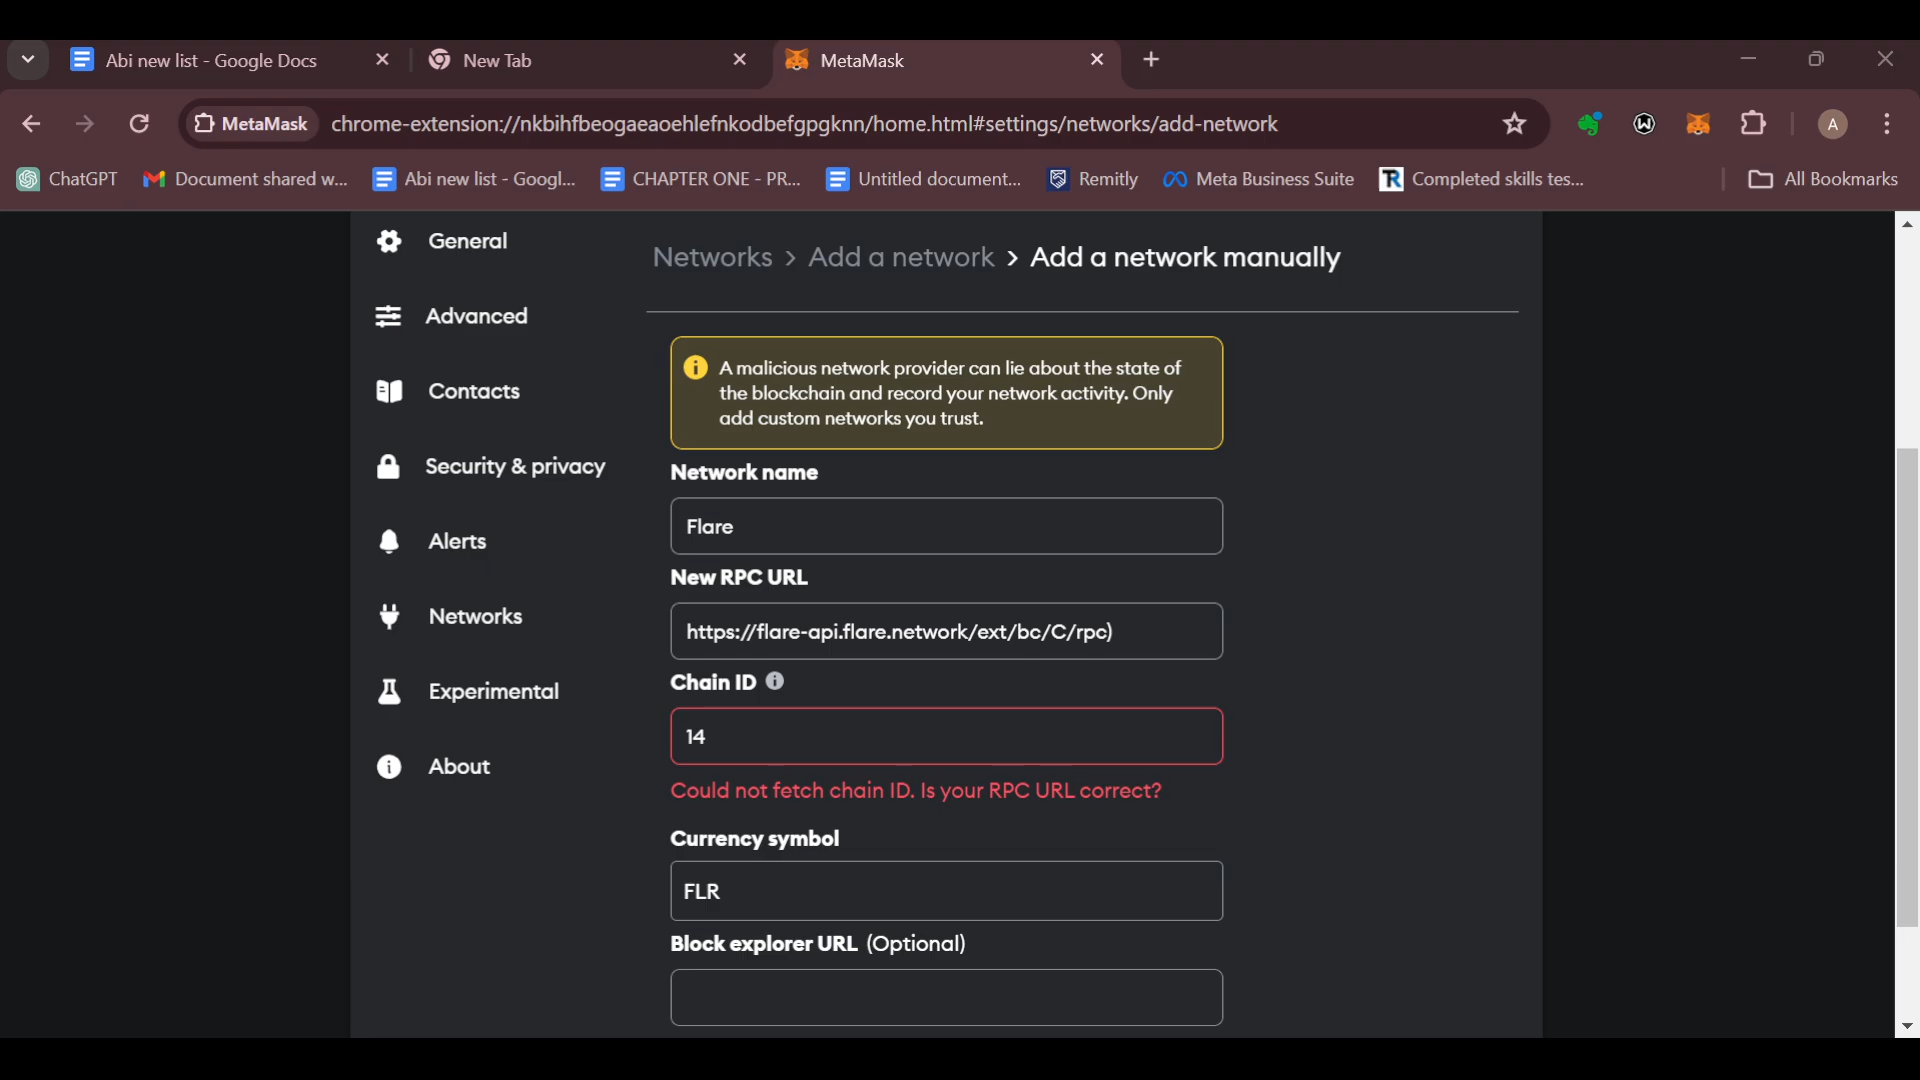 Abi new list - Google Docs
New Tab
MetaMask
MetaMask
chrome-extension://nkbihfbeogaeaoehlefnkodbefgpgknn/home.html#settings/networks/add-network
A
ChatGPT
Document shared w...
Abi new list - Googl...
CHAPTER ONE - PR...
Untitled document...
Remitly
Meta Business Suite
TR
Completed skills tes...
All Bookmarks
General
Advanced
Contacts
Security & privacy
Alerts
Networks
Experimental
About
Networks > Add a network > Add a network manually
A malicious network provider can lie about the state of
the blockchain and record your network activity. Only
add custom networks you trust.
Network name
Flare
New RPC URL
https://flare-api.flare.network/ext/bc/C/rpc)
Chain ID
14
Could not fetch chain ID. Is your RPC URL correct?
Currency symbol
FLR
Block explorer URL (Optional)